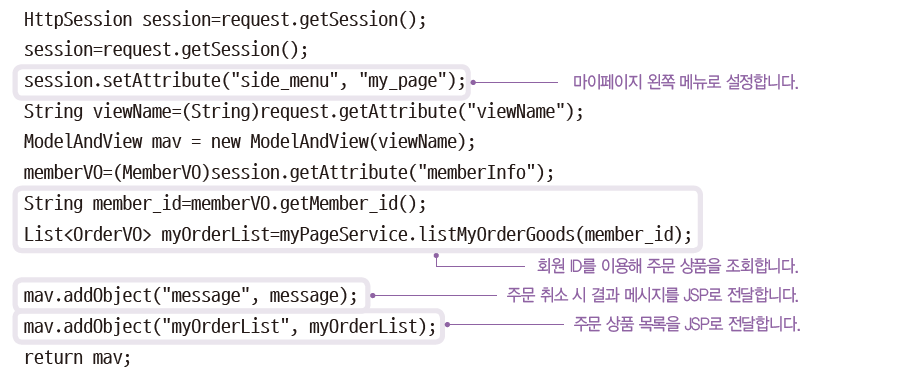 HttpSession session=request.getSession();
session=request.getSession();
session.setAttribute("side_menu", "my_page"); 마이페이지 왼쪽 메뉴로 설정합니다.
String viewName=(String)request.getAttribute("viewName");
ModelAndView mav = new ModelAndView(viewName);
memberVO=(MemberVO)session.getAttribute("memberInfo");
String member_id=memberVO.getMember_id();
List<OrderVO> myOrderList=myPageService.listMyOrderGoods(member_id);
회원 ID를 이용해 주문 상품을 조회합니다.
mav.addObject("message", message); 주문 취소 시 결과 메시지를 JSP로 전달합니다.
mav.addObject("myOrderList", myOrderList); 주문 상품 목록을 JSP로 전달합니다.
return mav;